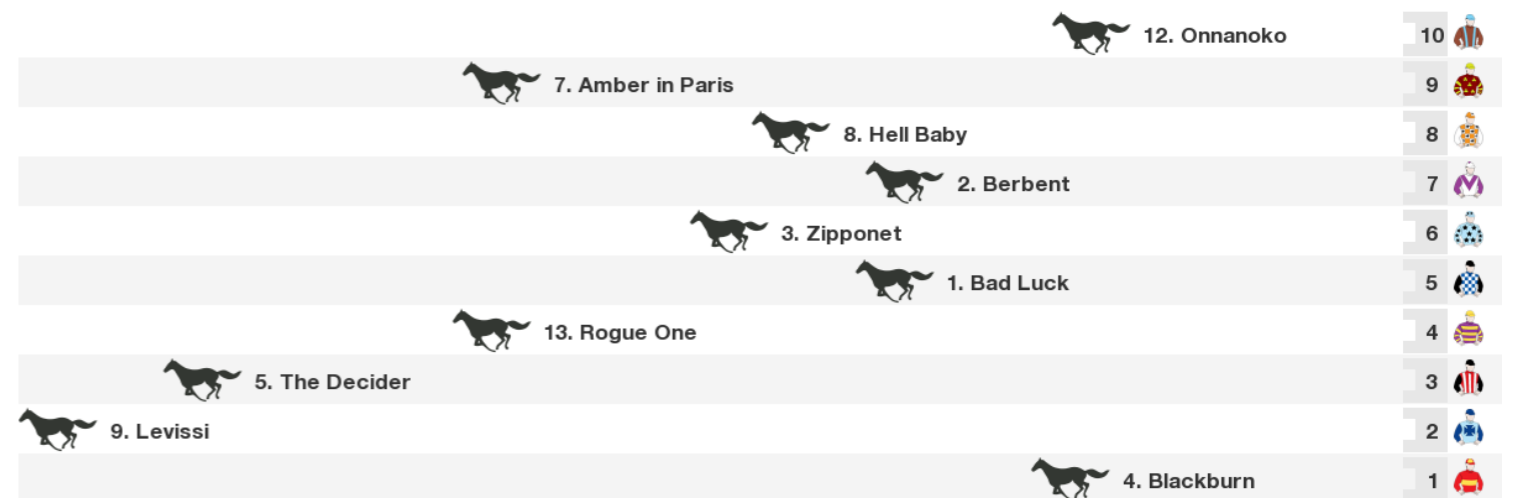 12. Onnanoko 10
7. Amber in Paris 9
8. Hell Baby 8
2. Berbent 7
3. Zipponet 6
1. Bad Luck 5
13. Rogue One 4
5. The Decider 3
9. Levissi 2
4. Blackburn 1